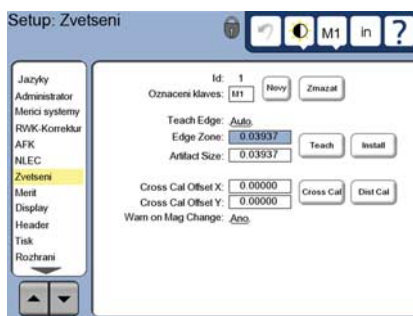 Setup: Zvetseni
M1
in
?
Jazyky
Administrator
Merici systemy
RWK-Korrektur
AFK
NLEC
Zvetseni
Merit
Display
Header
Tisk
Rozhrani
Id: 1
Oznaceni klaves: M1 Novy Zmazat
Teach Edge: .Auto.
Edge Zone: 0.03937
Artifact Size: 0.03937
Teach Install
Cross Cal Offset X: 0.00000
Cross Cal Offset Y: 0.00000
Cross Cal Dist Cal
Warn on Mag Change: .Ano.